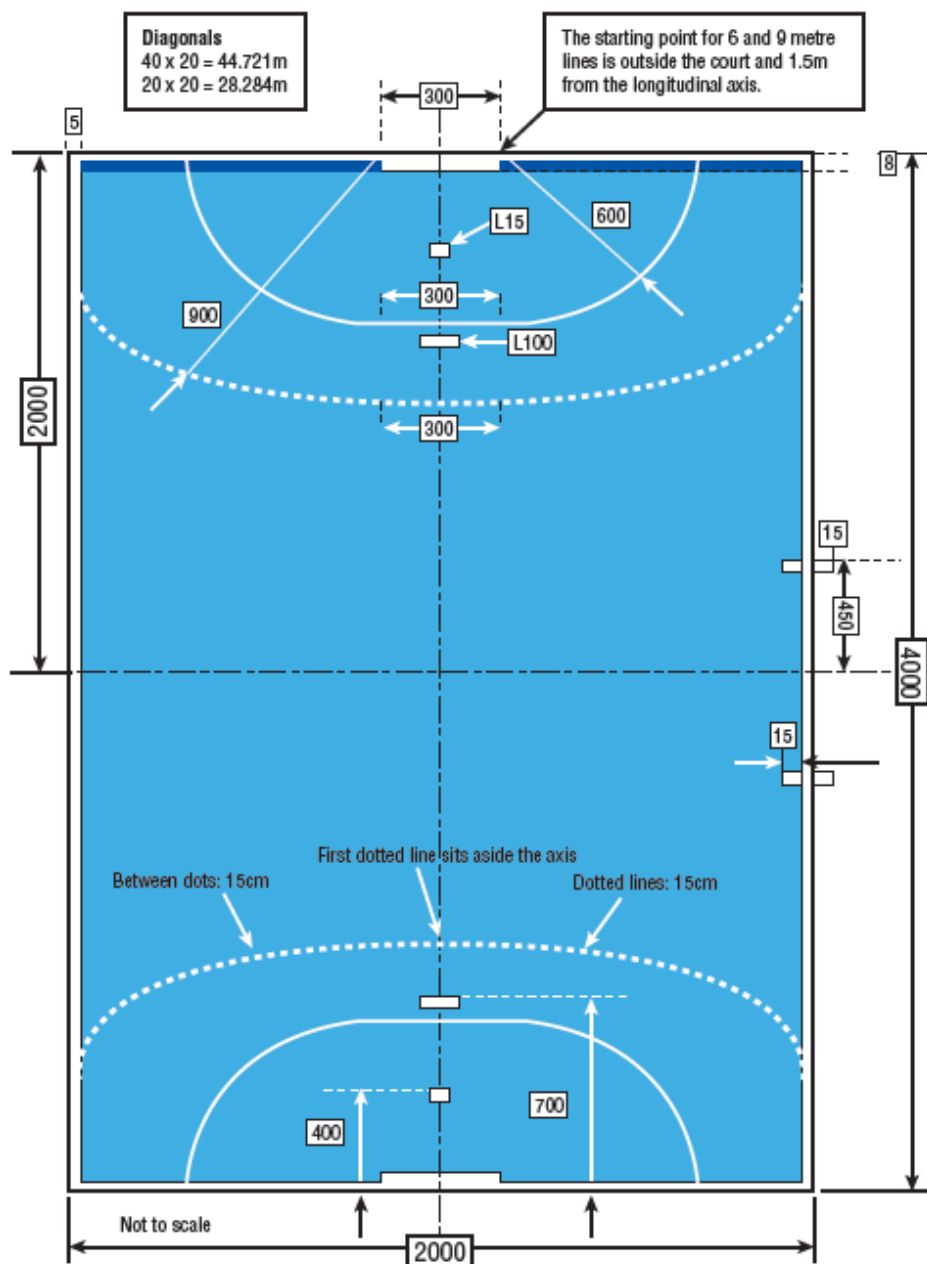 Diagonals
40 x 20 = 44.721m
20 x 20 = 28.284m
The starting point for 6 and 9 metre
lines is outside the court and 1.5m
from the longitudinal axis.
300
5
8
L15
600
300
900
L100
2000
300
15
450
4000
15
First dotted line sits aside the axis
Between dots: 15cm
Dotted lines: 15cm
700
400
Not to scale
2000